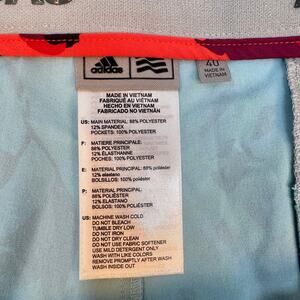 adidas
40
MADE IN
VIETNAM
MADE IN VIETNAM
FABRIQUÉ AU VIETNAM
HECHO EN VIETNAM
FABRICADO NO VIETNÃ
US: MAIN MATERIAL: 88% POLYESTER
12% SPANDEX
POCKETS: 100% POLYESTER
F: MATIERE PRINCIPALE:
88% POLYESTER
12% ÉLASTHANNE
POCHES: 100% POLYESTER
E: MATERIAL PRINCIPAL: 88% poliéster
12% elastano
BOLSILLOS: 100% poliéster
P: MATERIAL PRINCIPAL:
88% POLIÉSTER
12% ELASTANO
BOLSOS: 100% POLIÉSTER
US: MACHINE WASH COLD
DO NOT BLEACH
TUMBLE DRY LOW
DO NOT IRON
DO NOT DRY CLEAN
DO NOT USE FABRIC SOFTENER
USE MILD DETERGENT ONLY
WASH WITH LIKE COLORS
REMOVE PROMPTLY AFTER WASH
WASH INSIDE OUT